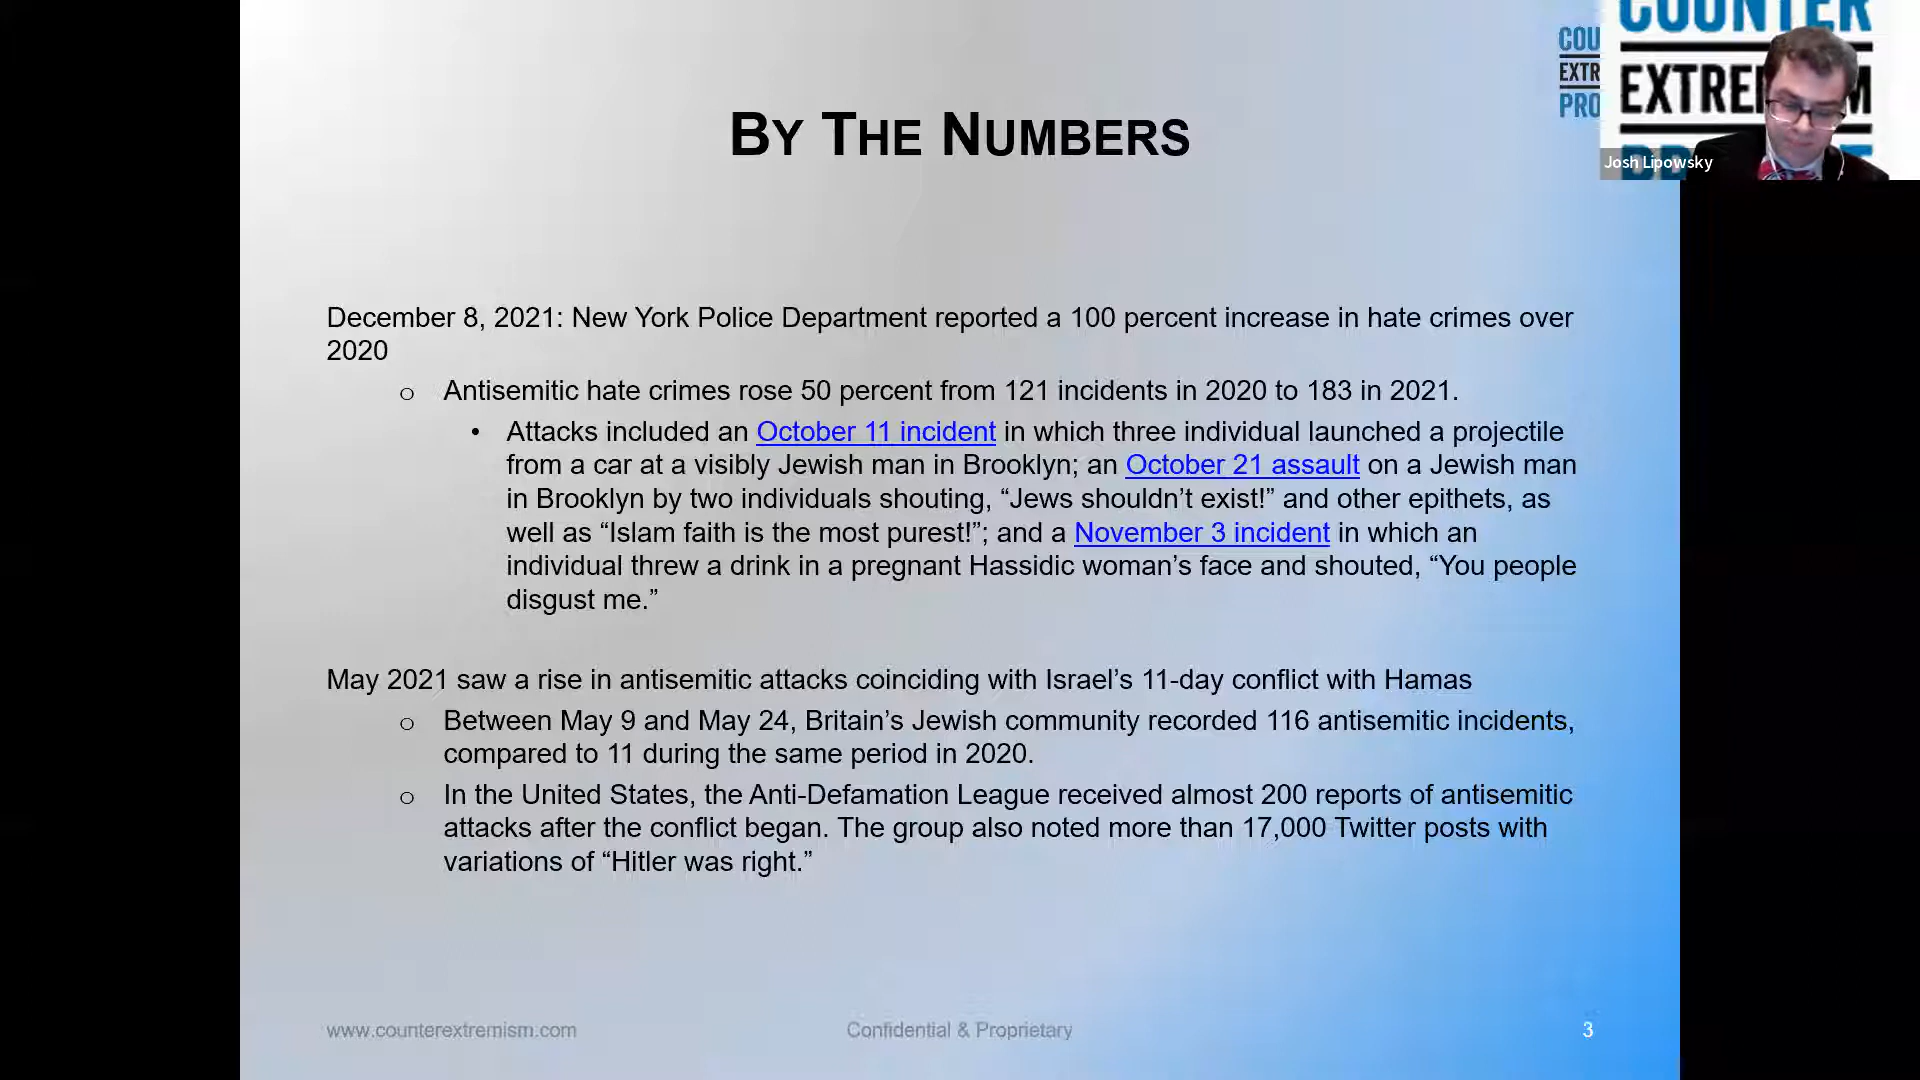 COUNTER
COU
EXTR
EXTREM
PRO
Josh Lipowsky
BY THE NUMBERS
December 8, 2021: New York Police Department reported a 100 percent increase in hate crimes over
2020
o Antisemitic hate crimes rose 50 percent from 121 incidents in 2020 to 183 in 2021.
• Attacks included an October 11 incident in which three individual launched a projectile
from a car at a visibly Jewish man in Brooklyn; an October 21 assault on a Jewish man
in Brooklyn by two individuals shouting, “Jews shouldn’t exist!” and other epithets, as
well as “Islam faith is the most purest!”; and a November 3 incident in which an
individual threw a drink in a pregnant Hassidic woman’s face and shouted, “You people
disgust me.”
May 2021 saw a rise in antisemitic attacks coinciding with Israel’s 11-day conflict with Hamas
o Between May 9 and May 24, Britain’s Jewish community recorded 116 antisemitic incidents,
compared to 11 during the same period in 2020.
o In the United States, the Anti-Defamation League received almost 200 reports of antisemitic
attacks after the conflict began. The group also noted more than 17,000 Twitter posts with
variations of “Hitler was right.”
www.counterextremism.com Confidential & Proprietary 3